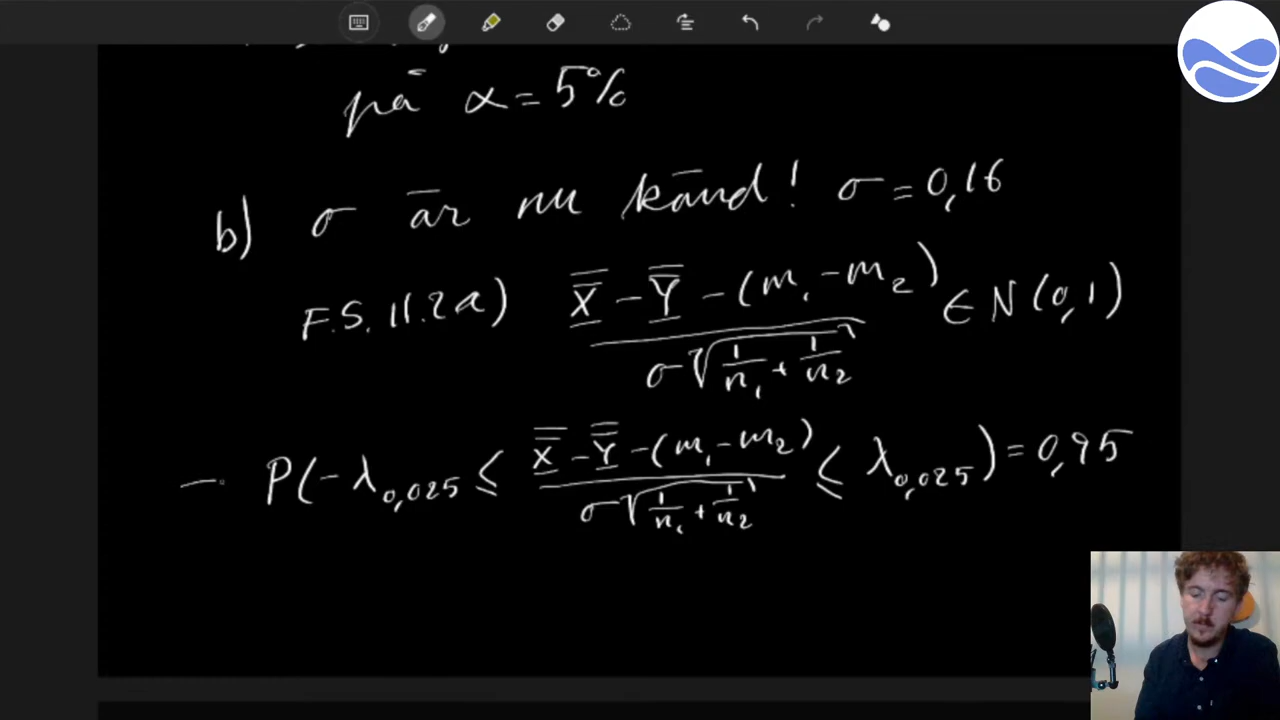 på α = 5%
b) σ är nu känd! σ = 0,16
F.S. 11.2a) (X̄ - Ȳ - (m₁ - m₂)) / (σ√(1/n₁ + 1/n₂)) ∈ N(0,1)
P(-λ₀,₀₂₅ ≤ (X̄ - Ȳ - (m₁ - m₂)) / (σ√(1/n₁ + 1/n₂)) ≤ λ₀,₀₂₅) = 0,95